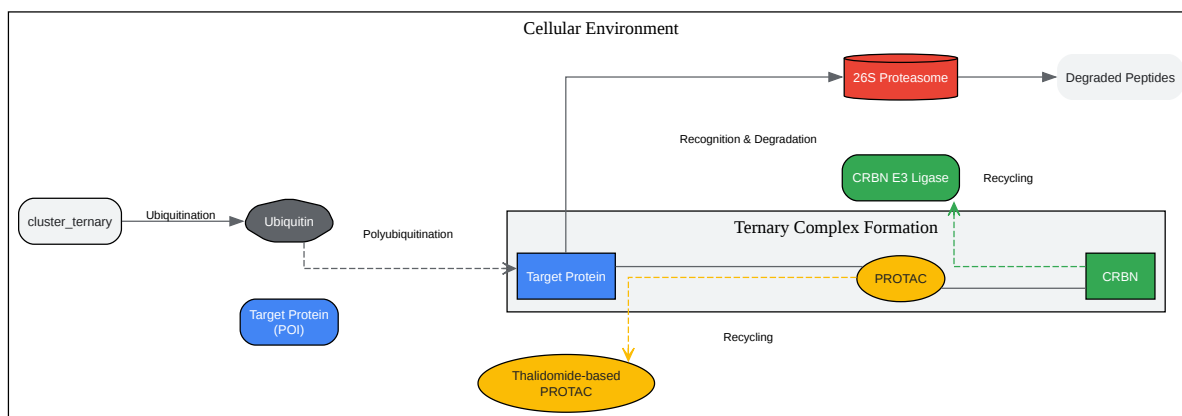 Cellular Environment
26S Proteasome
Degraded Peptides
Recognition & Degradation
CRBN E3 Ligase
Recycling
cluster_ternary
Ubiquitination
Ubiquitin
Polyubiquitination
Ternary Complex Formation
Target Protein
PROTAC
CRBN
Target Protein
(POI)
Recycling
Thalidomide-based
PROTAC